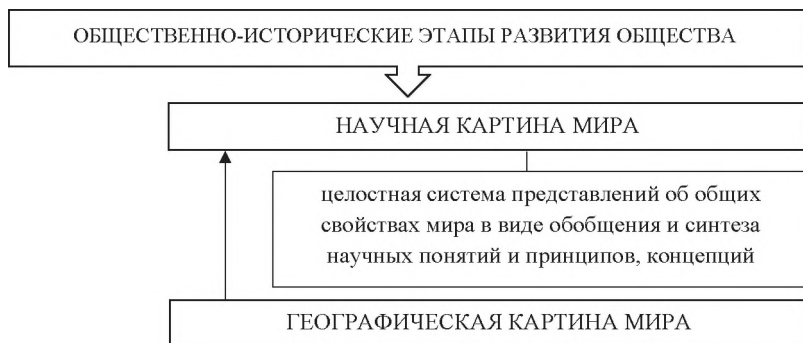 ОБЩЕСТВЕННО-ИСТОРИЧЕСКИЕ ЭТАПЫ РАЗВИТИЯ ОБЩЕСТВА
НАУЧНАЯ КАРТИНА МИРА
целостная система представлений об общих
свойствах мира в виде обобщения и синтеза
научных понятий и принципов, концепций
ГЕОГРАФИЧЕСКАЯ КАРТИНА МИРА